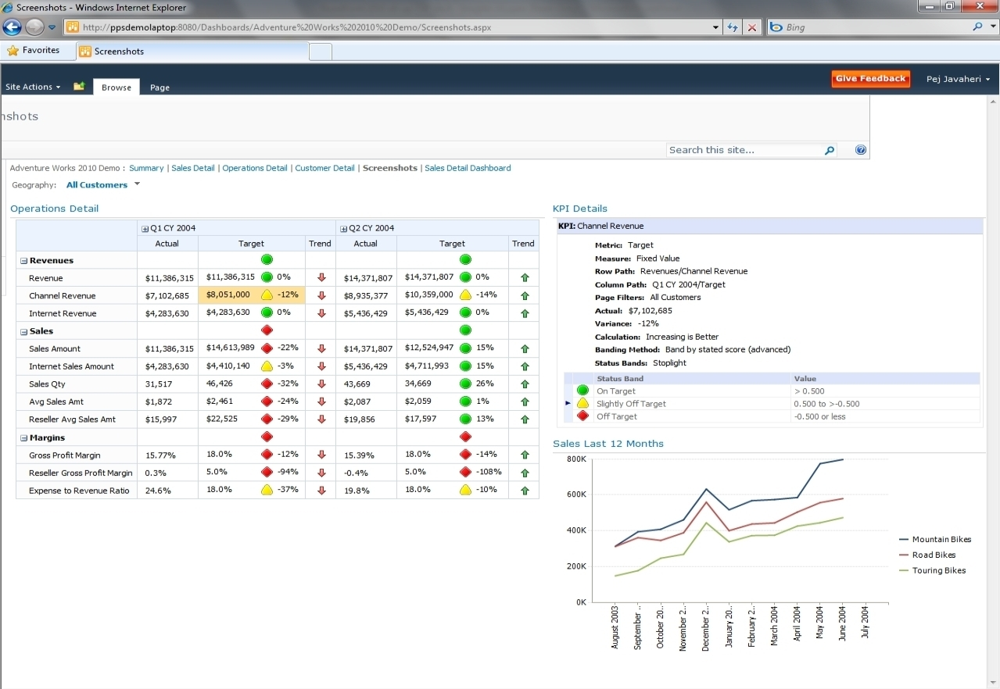 Screenshots - Windows Internet Explorer
http://ppsdemolaptop:8080/Dashboards/Adventure%20Works%202010%20Demo/Screenshots.aspx
Bing
Favorites
Screenshots
Site Actions
Browse
Page
Give Feedback
Pej Javaheri
nshots
Search this site...
Adventure Works 2010 Demo : Summary | Sales Detail | Operations Detail | Customer Detail | Screenshots | Sales Detail Dashboard
Geography: All Customers
Operations Detail
Q1 CY 2004 Q2 CY 2004
Actual Target Trend Actual Target Trend
Revenues
Revenue $11,386,315 $11,386,315 0% $14,371,807 $14,371,807 0%
Channel Revenue $7,102,685 $8,051,000 -12% $8,935,377 $10,359,000 -14%
Internet Revenue $4,283,630 $4,283,630 0% $5,436,429 $5,436,429 0%
Sales
Sales Amount $11,386,315 $14,613,989 -22% $14,371,807 $12,524,947 15%
Internet Sales Amount $4,283,630 $4,410,140 -3% $5,436,429 $4,711,993 15%
Sales Qty 31,517 46,426 -32% 43,669 34,669 26%
Avg Sales Amt $1,872 $2,461 -24% $2,087 $2,059 1%
Reseller Avg Sales Amt $15,997 $22,525 -29% $19,856 $17,597 13%
Margins
Gross Profit Margin 15.77% 18.0% -12% 15.39% 18.0% -14%
Reseller Gross Profit Margin 0.3% 5.0% -94% -0.4% 5.0% -108%
Expense to Revenue Ratio 24.6% 18.0% -37% 19.8% 18.0% -10%
KPI Details
KPI: Channel Revenue
Metric: Target
Measure: Fixed Value
Row Path: Revenues/Channel Revenue
Column Path: Q1 CY 2004/Target
Page Filters: All Customers
Actual: $7,102,685
Variance: -12%
Calculation: Increasing is Better
Banding Method: Band by stated score (advanced)
Status Bands: Stoplight
Status Band Value
On Target > 0.500
Slightly Off Target 0.500 to >-0.500
Off Target -0.500 or less
Sales Last 12 Months
800K
600K
400K
200K
0K
Mountain Bikes
Road Bikes
Touring Bikes
August 2003
September ..
October 20..
November 2..
December 2..
January 20..
February 2..
March 2004
April 2004
May 2004
June 2004
July 2004